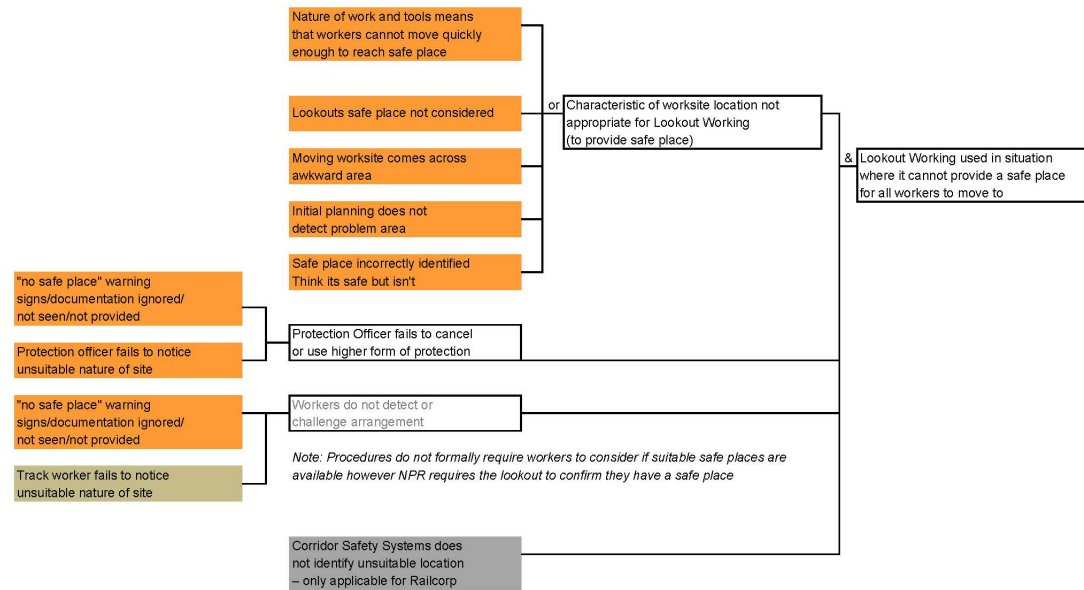 Nature of work and tools means
that workers cannot move quickly
enough to reach safe place
Lookouts safe place not considered
or
Characteristic of worksite location not
appropriate for Lookout Working
(to provide safe place)
Moving worksite comes across
awkward area
&
Lookout Working used in situation
where it cannot provide a safe place
for all workers to move to
Initial planning does not
detect problem area
Safe place incorrectly identified
Think its safe but isn't
"no safe place" warning
signs/documentation ignored/
not seen/not provided
Protection Officer fails to cancel
or use higher form of protection
Protection officer fails to notice
unsuitable nature of site
"no safe place" warning
signs/documentation ignored/
not seen/not provided
Workers do not detect or
challenge arrangement
Note: Procedures do not formally require workers to consider if suitable safe places are
available however NPR requires the lookout to confirm they have a safe place
Track worker fails to notice
unsuitable nature of site
Corridor Safety Systems does
not identify unsuitable location
– only applicable for Railcorp